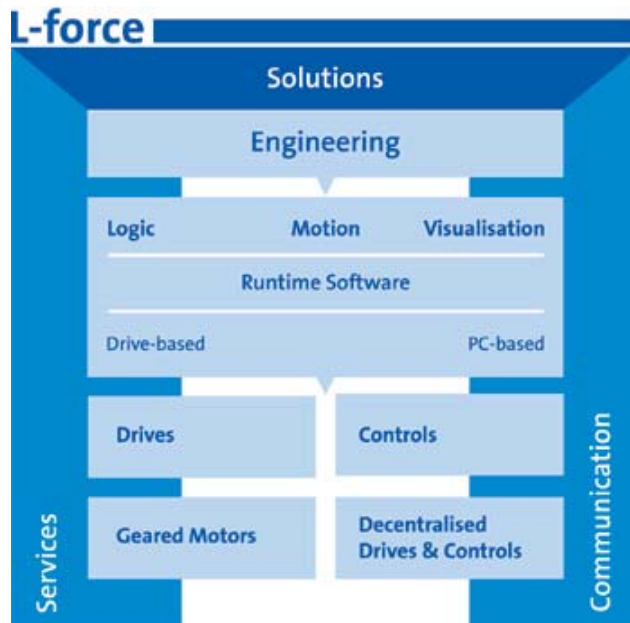 L-force
Solutions
Engineering
Logic Motion Visualisation
Runtime Software
Drive-based PC-based
Drives Controls
Geared Motors
Decentralised
Drives & Controls
Services
Communication